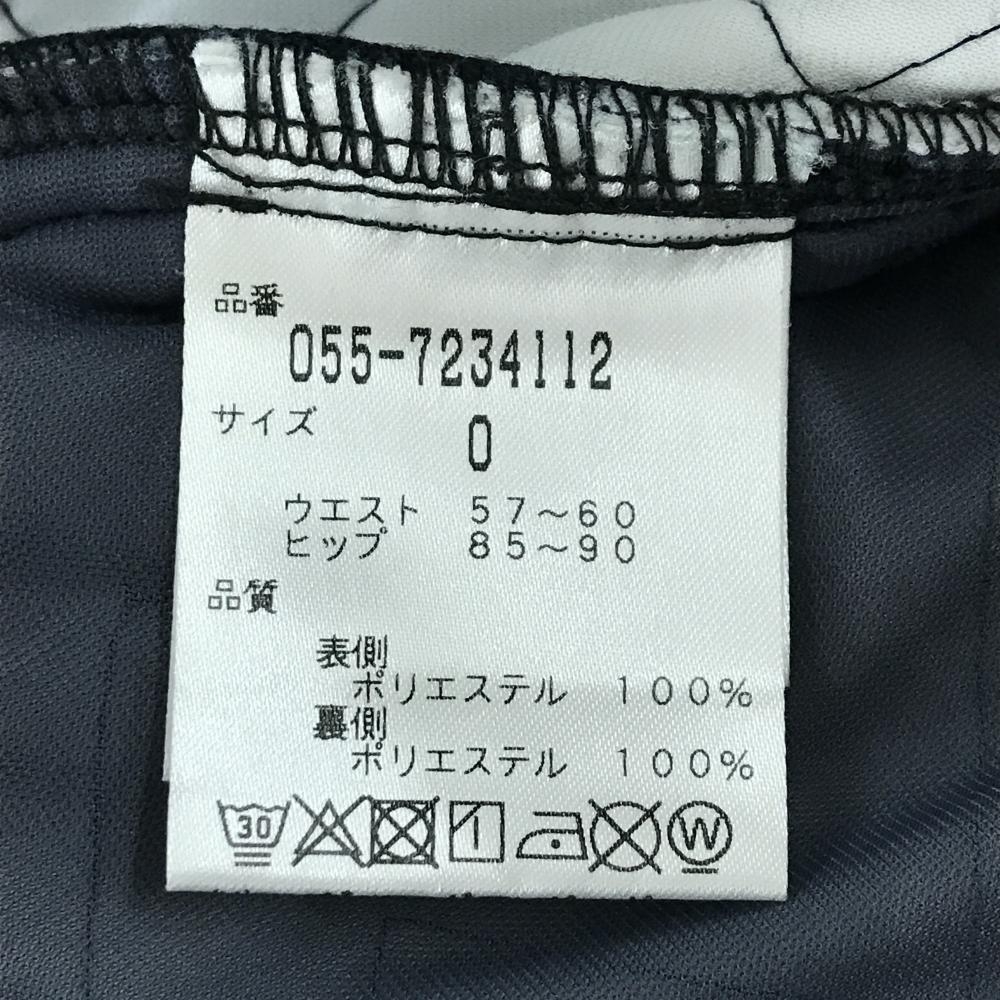 品番
055-7234112
サイズ
0
ウエスト 57～60
ヒップ 85～90
品質
表側
ポリエステル 100%
裏側
ポリエステル 100%
30
W